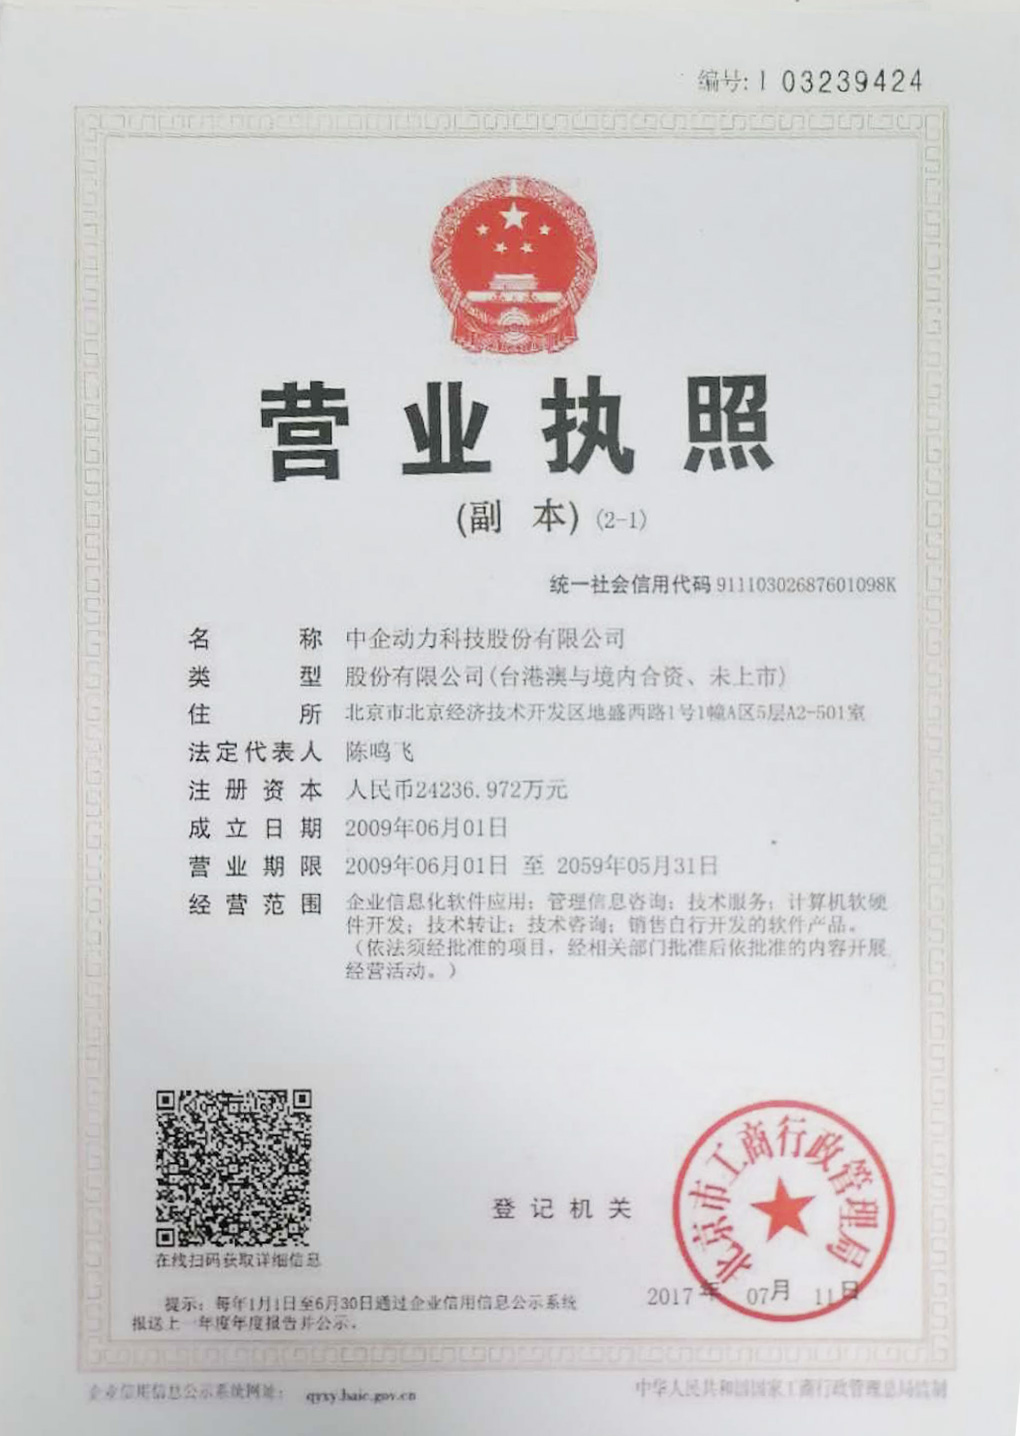 编号: 1 03239424
营业执照
(副 本) (2-1)
统一社会信用代码 91110302687601098K
名 称 中企动力科技股份有限公司
类 型 股份有限公司(台港澳与境内合资、未上市)
住 所 北京市北京经济技术开发区地盛西路1号1幢A区5层A2-501室
法定代表人 陈鸣飞
注册资本 人民币24236.972万元
成立日期 2009年06月01日
营业期限 2009年06月01日 至 2059年05月31日
经营范围 企业信息化软件应用；管理信息咨询；技术服务；计算机软硬
件开发；技术转让；技术咨询；销售自行开发的软件产品。
（依法须经批准的项目，经相关部门批准后依批准的内容开展
经营活动。）
在线扫码获取详细信息
登记机关
北京市工商行政管理局
2017年 07月 11日
提示：每年1月1日至6月30日通过企业信用信息公示系统
报送上一年度年度报告并公示。
企业信用信息公示系统网址： qyxy.baic.gov.cn
中华人民共和国国家工商行政管理总局监制